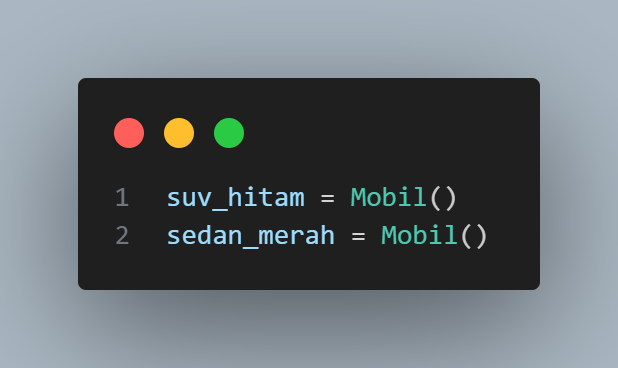 1 suv_hitam = Mobil()
2 sedan_merah = Mobil()